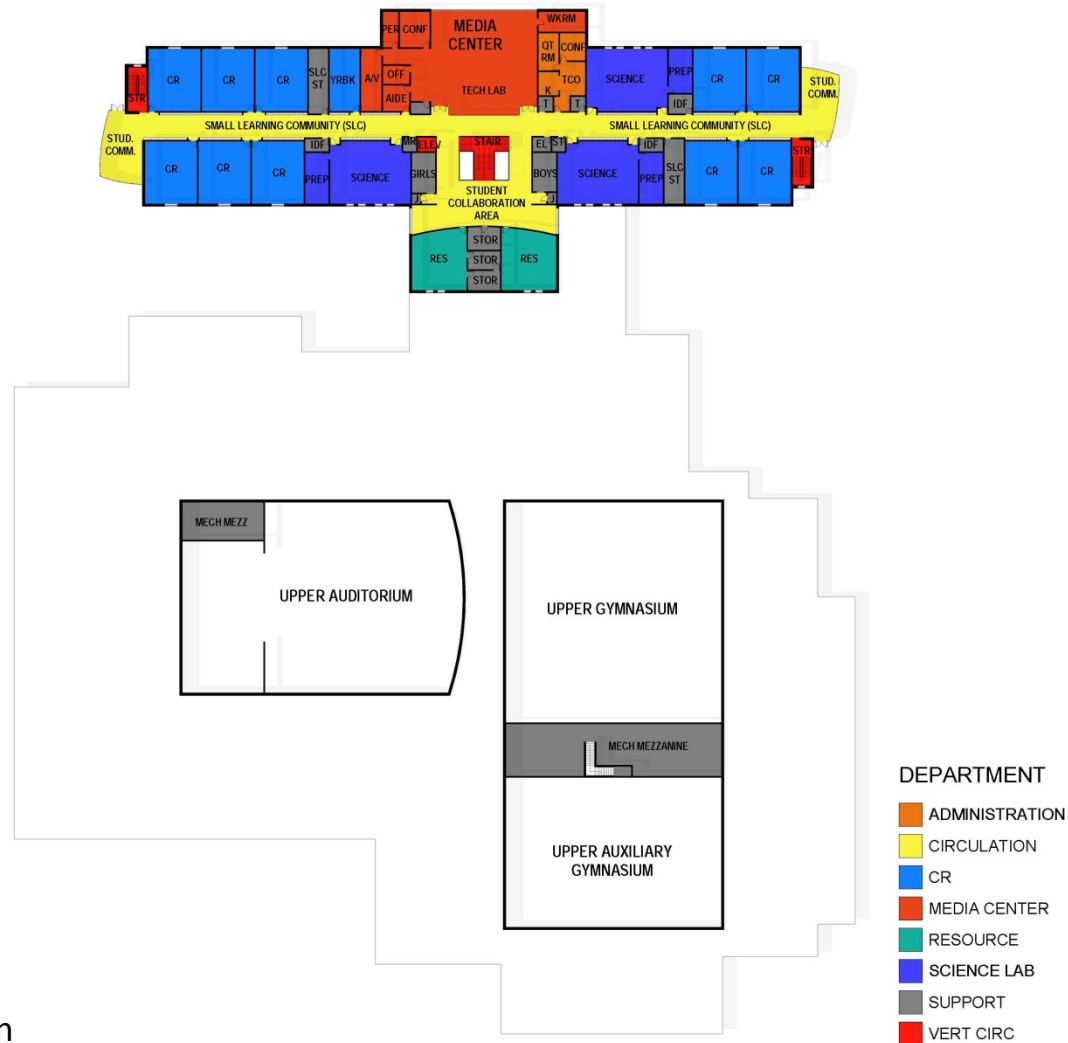 PER
CONF
MEDIA
CENTER
WKRM
QT
RM
CONF
CR
CR
CR
SLC
ST
YRBK
A/V
OFF
AIDE
TECH LAB
K
TCO
T
T
SCIENCE
PREP
IDF
CR
CR
STUD.
COMM.
STR
SMALL LEARNING COMMUNITY (SLC)
SMALL LEARNING COMMUNITY (SLC)
STUD.
COMM.
CR
CR
CR
IDF
PREP
SCIENCE
MR
ELEV
GIRLS
J
STAIR
EL
ST
BOYS
J
SCIENCE
IDF
PREP
SLC
ST
CR
CR
STR
STUDENT
COLLABORATION
AREA
RES
STOR
STOR
STOR
RES
MECH MEZZ
UPPER AUDITORIUM
UPPER GYMNASIUM
MECH MEZZANINE
UPPER AUXILIARY
GYMNASIUM
DEPARTMENT
ADMINISTRATION
CIRCULATION
CR
MEDIA CENTER
RESOURCE
SCIENCE LAB
SUPPORT
VERT CIRC